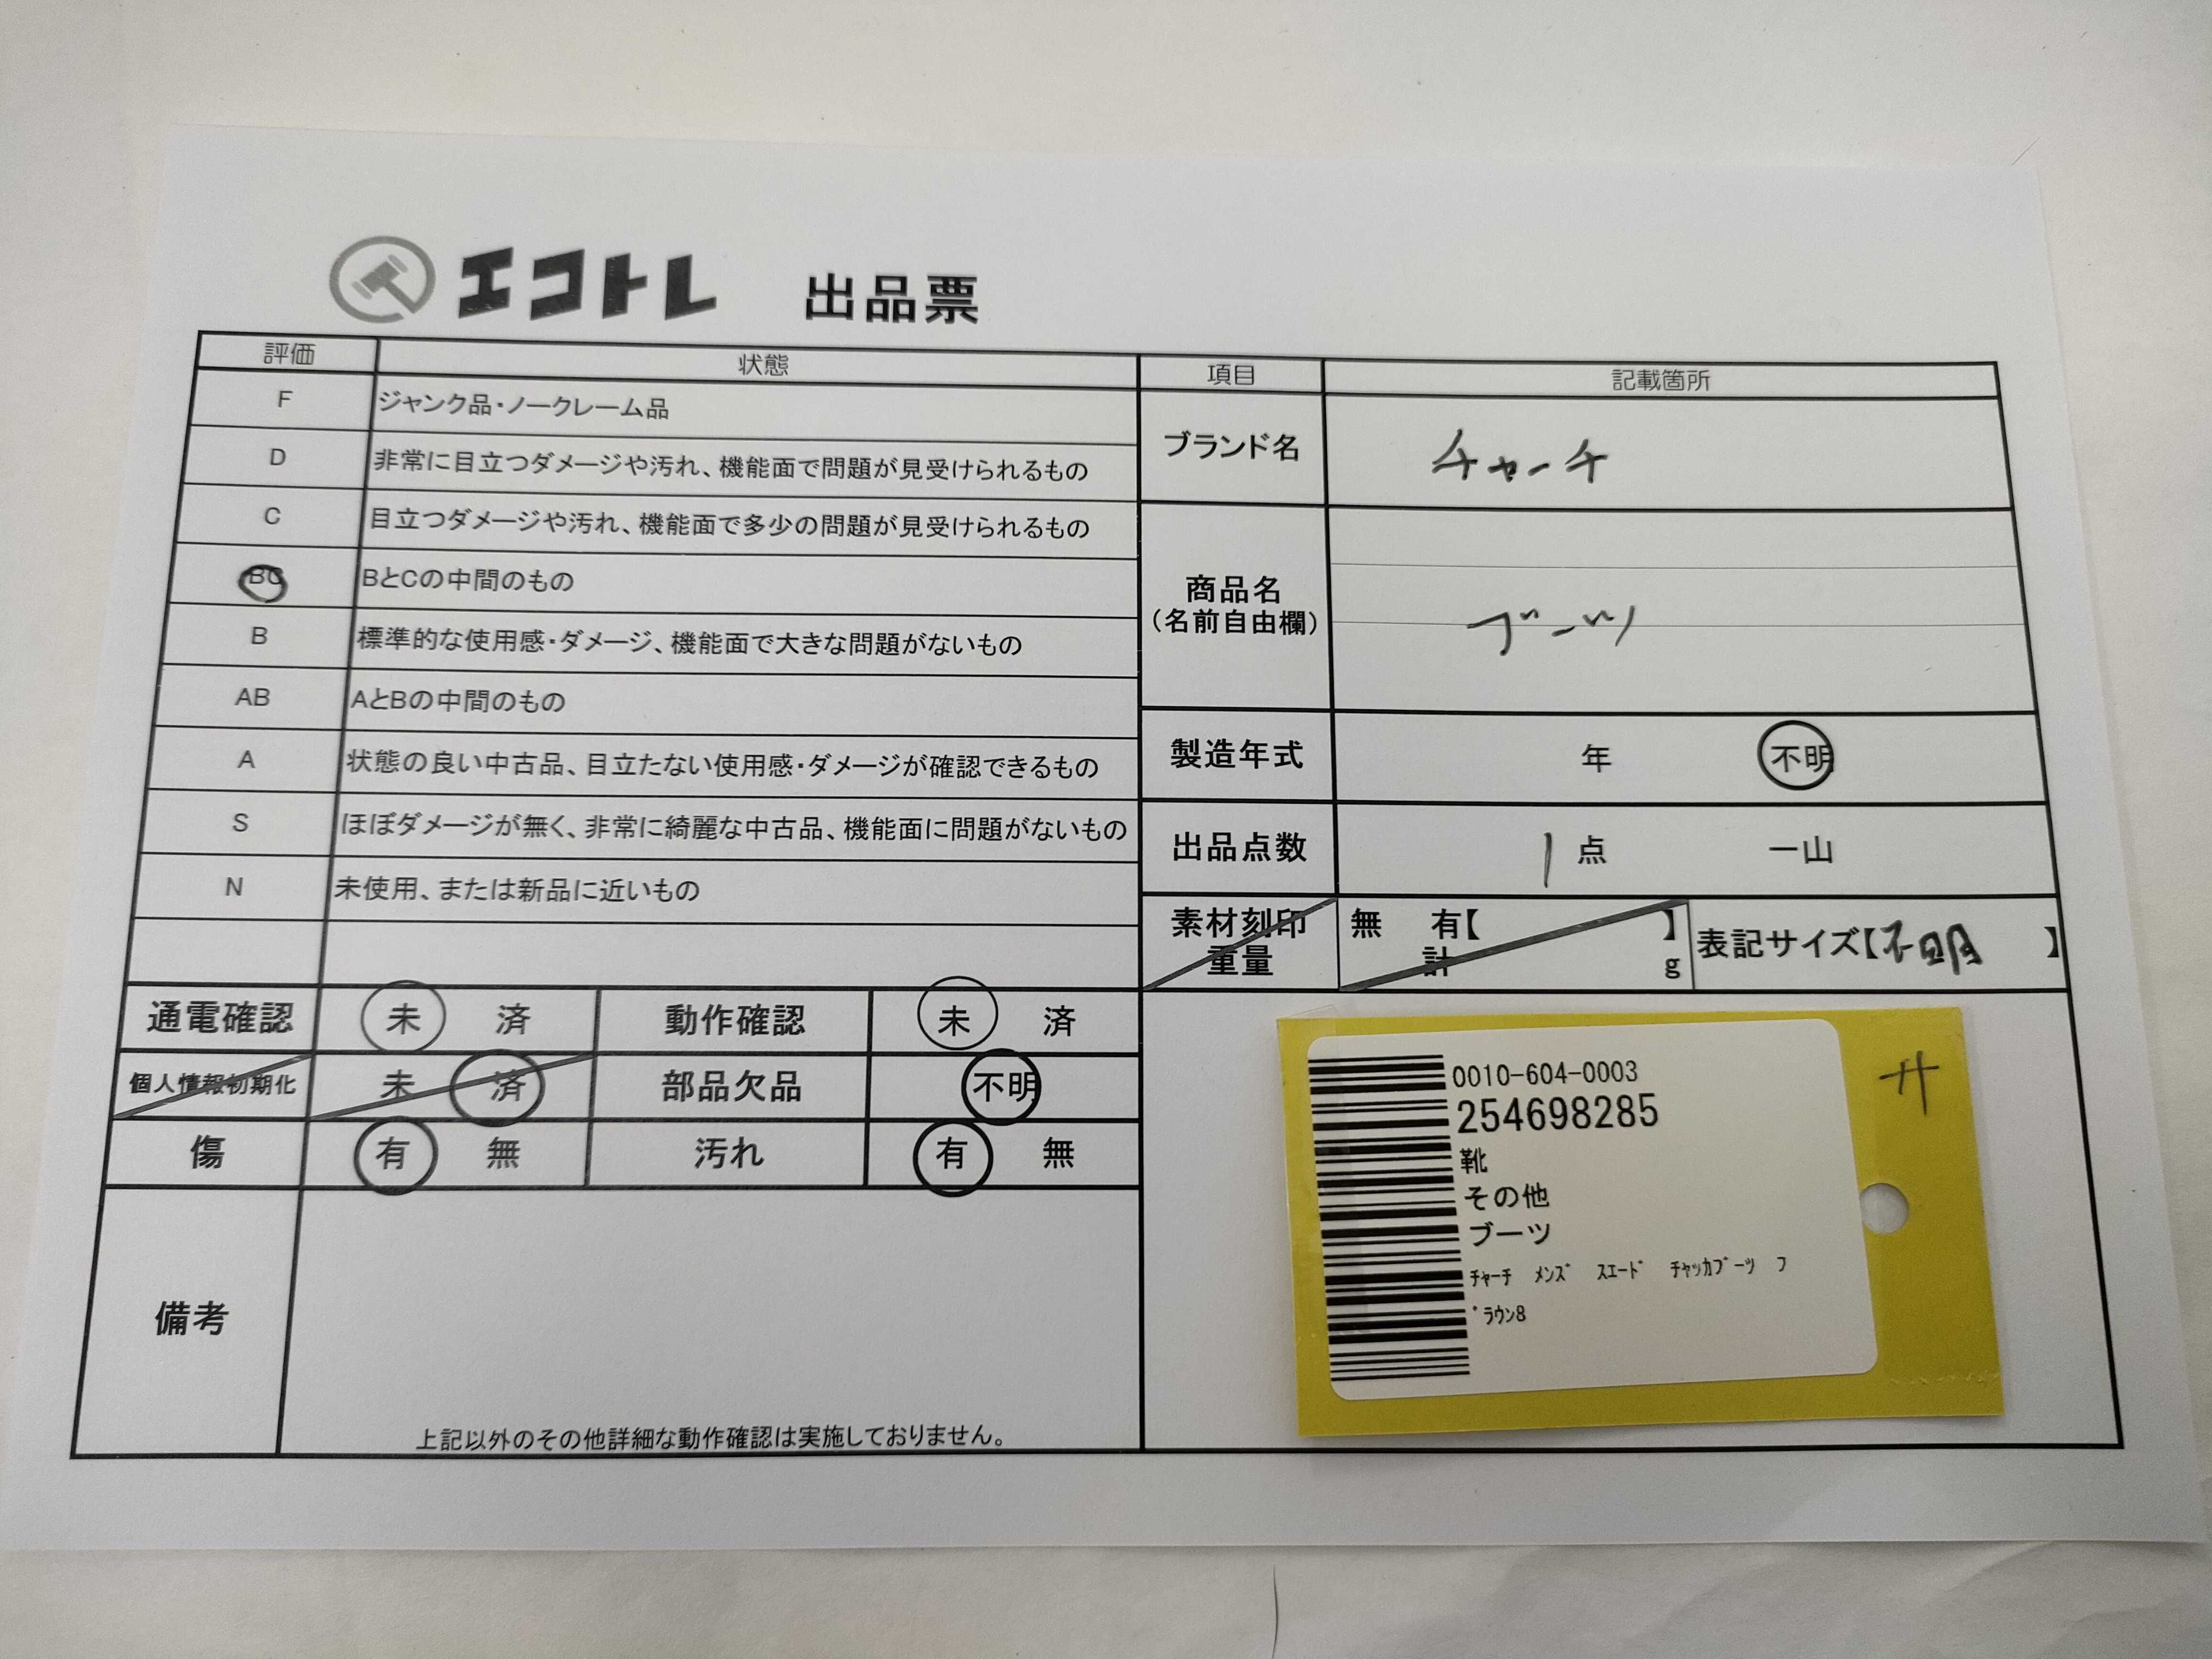 エコトレ 出品票
評価 状態
F ジャンク品・ノークレーム品
D 非常に目立つダメージや汚れ、機能面で問題が見受けられるもの
C 目立つダメージや汚れ、機能面で多少の問題が見受けられるもの
BC BとCの中間のもの
B 標準的な使用感・ダメージ、機能面で大きな問題がないもの
AB AとBの中間のもの
A 状態の良い中古品、目立たない使用感・ダメージが確認できるもの
S ほぼダメージが無く、非常に綺麗な中古品、機能面に問題がないもの
N 未使用、または新品に近いもの
通電確認 未 済 動作確認 未 済
個人情報初期化 未 済 部品欠品 不明
傷 有 無 汚れ 有 無
備考
上記以外のその他詳細な動作確認は実施しておりません。
項目 記載箇所
ブランド名 チャーチ
商品名
(名前自由欄) ブーツ
製造年式 年 不明
出品点数 1 点 一山
素材刻印 無 有【 】
重量 計 g
表記サイズ【不明 】
0010-604-0003
254698285
靴
その他
ブーツ
ﾁｬｰﾁ ﾒﾝｽﾞ ｽｴｰﾄﾞ ﾁｬｯｶﾌﾞｰﾂ ﾌ
ﾞﾗｳﾝ8
サ